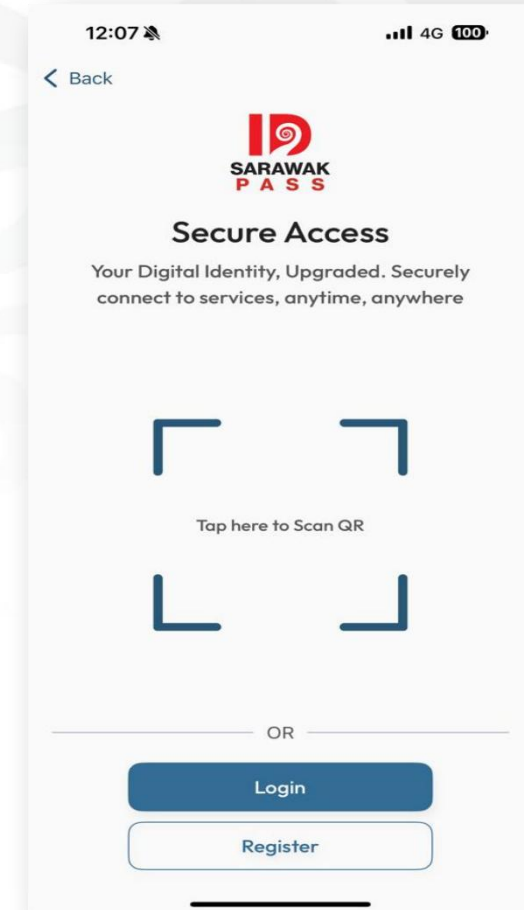 12:07 4G 100
Back
ID
SARAWAK
PASS
Secure Access
Your Digital Identity, Upgraded. Securely
connect to services, anytime, anywhere
Tap here to Scan QR
OR
Login
Register